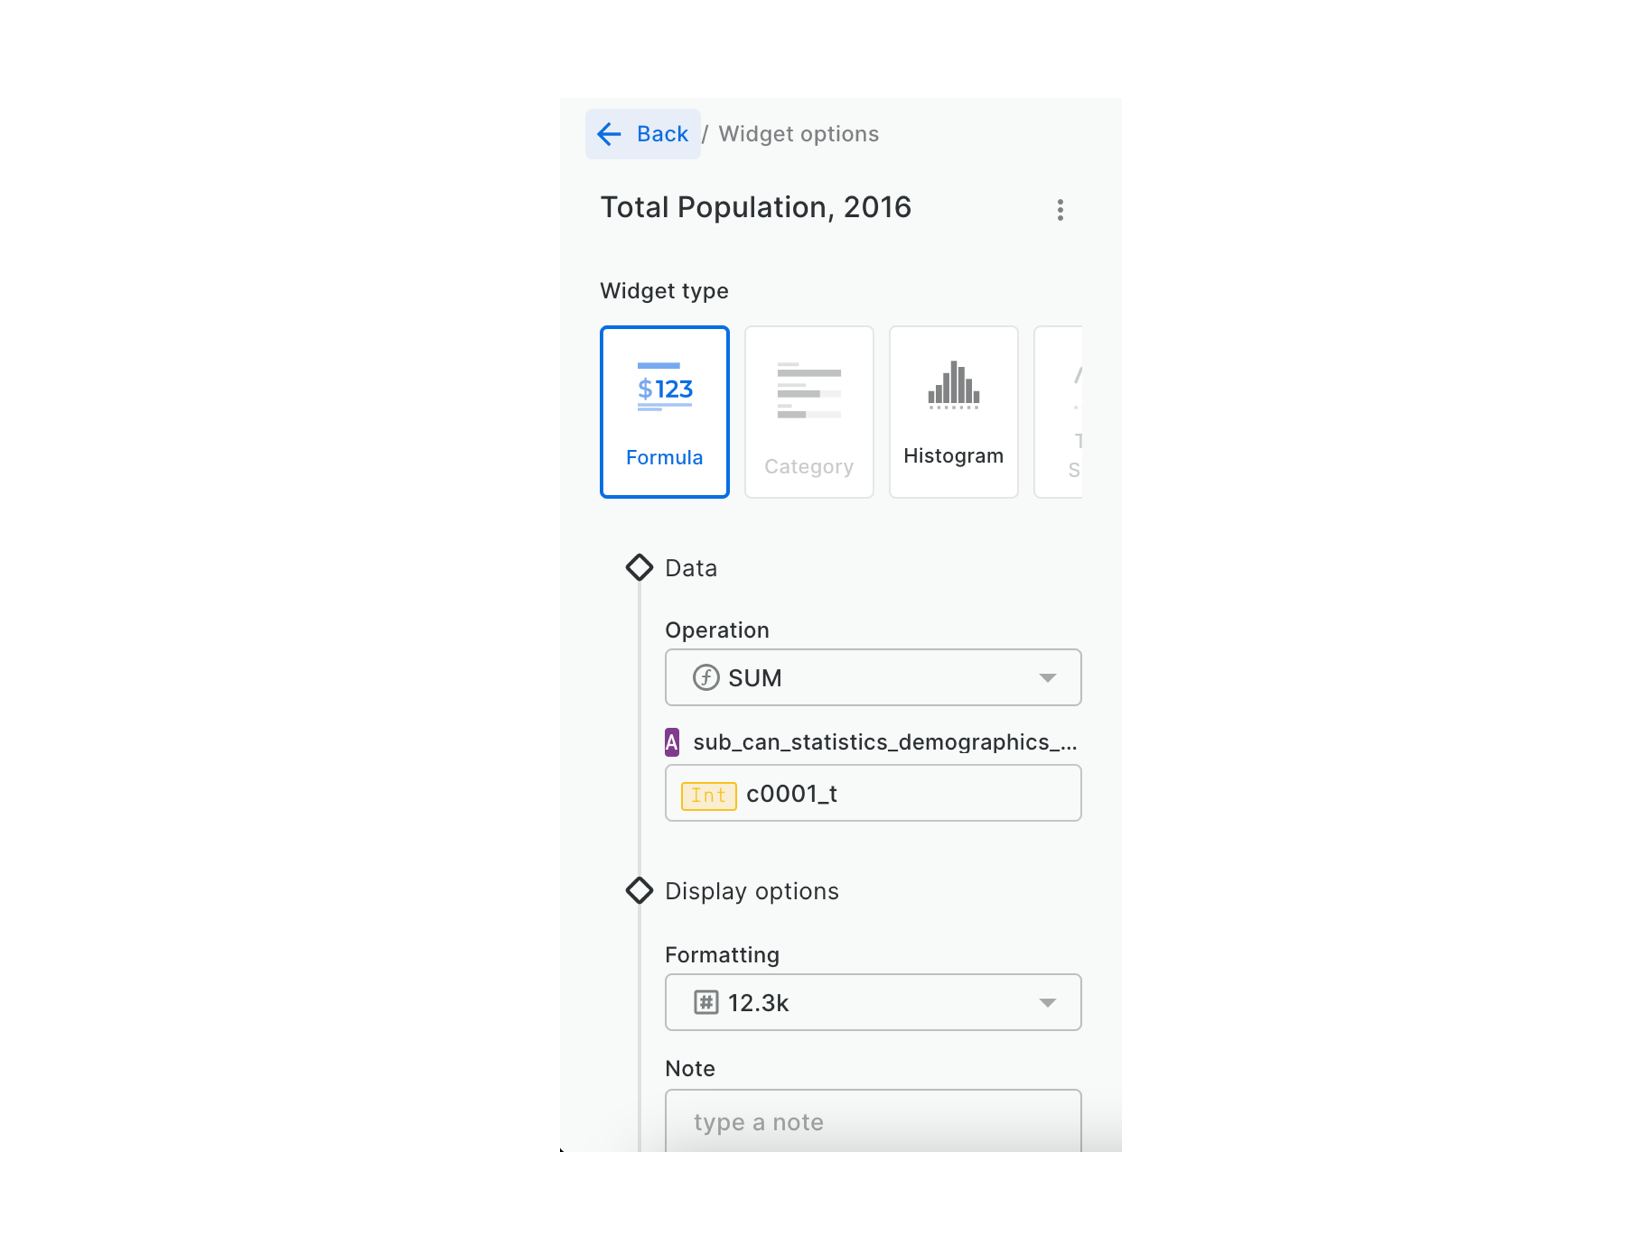 Back / Widget options
Total Population, 2016
Widget type
$123
Formula
Category
Histogram
T
S
Data
Operation
SUM
A sub_can_statistics_demographics_...
Int c0001_t
Display options
Formatting
# 12.3k
Note
type a note